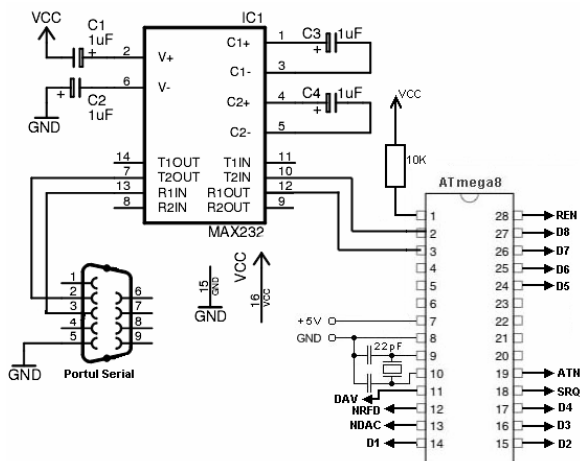 IC1
VCC
C1
1uF
2
V+
C1+
1
C3
1uF
C1-
3
6
V-
C2
1uF
GND
C2+
4
C4
1uF
C2-
5
VCC
10K
14
T1OUT
T1IN
11
7
T2OUT
T2IN
10
13
R1IN
R1OUT
12
8
R2IN
R2OUT
9
MAX232
ATmega8
1
28
REN
2
27
D8
3
26
D7
4
25
D6
5
24
D5
6
23
+5V
7
22
GND
8
21
22pF
9
20
10
19
ATN
DAV
11
18
SRQ
NRFD
12
17
D4
NDAC
13
16
D3
D1
14
15
D2
15
GND
GND
VCC
16
VCC
1
2
3
4
5
6
7
8
9
GND
Portul Serial
+
+
+
+